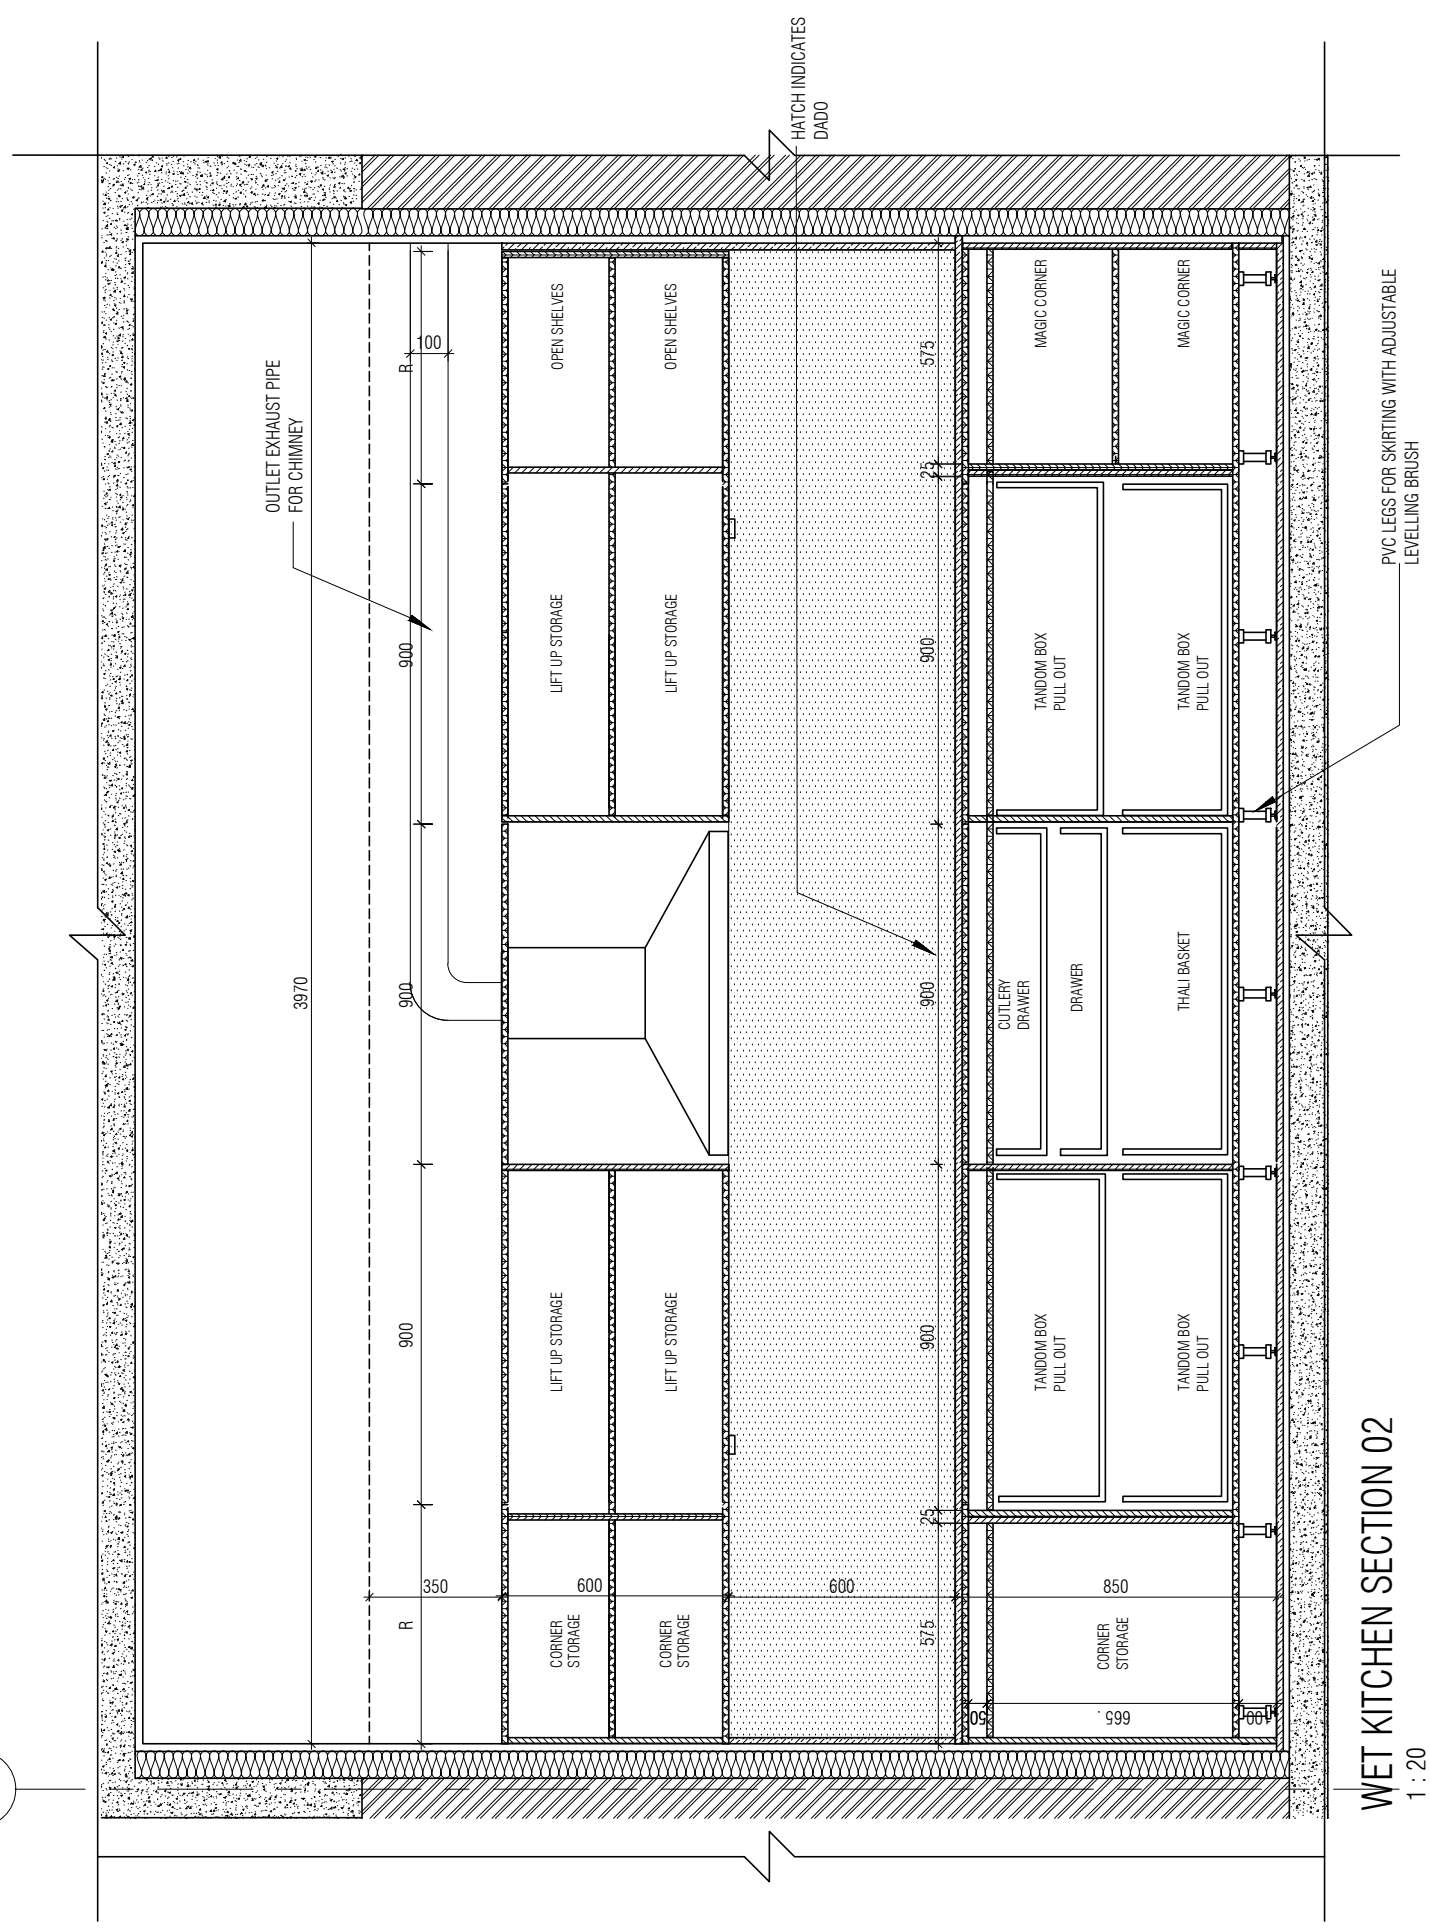 HATCH INDICATES
DADO
OUTLET EXHAUST PIPE
FOR CHIMNEY
3970
R
900
900
900
R
100
350
CORNER
STORAGE
LIFT UP STORAGE
LIFT UP STORAGE
OPEN SHELVES
600
CORNER
STORAGE
LIFT UP STORAGE
LIFT UP STORAGE
OPEN SHELVES
600
575
25
900
900
900
25
575
50
665
100
850
CORNER
STORAGE
TANDOM BOX
PULL OUT
CUTLERY
DRAWER
DRAWER
TANDOM BOX
PULL OUT
MAGIC CORNER
TANDOM BOX
PULL OUT
THALI BASKET
TANDOM BOX
PULL OUT
MAGIC CORNER
PVC LEGS FOR SKIRTING WITH ADJUSTABLE
LEVELLING BRUSH
WET KITCHEN SECTION 02
1 : 20